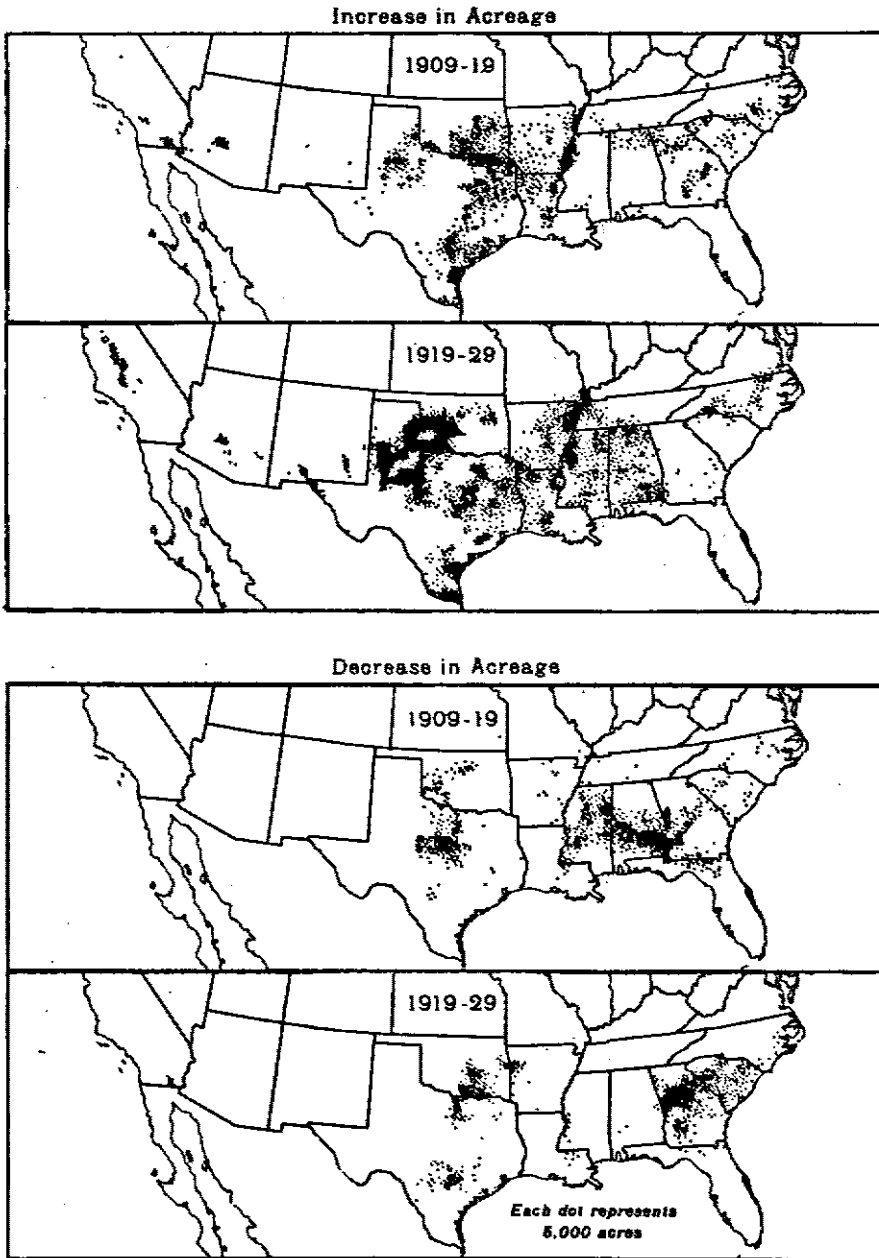 Increase in Acreage
1909-19
1919-29
Decrease in Acreage
1909-19
1919-29
Each dot represents
5,000 acres